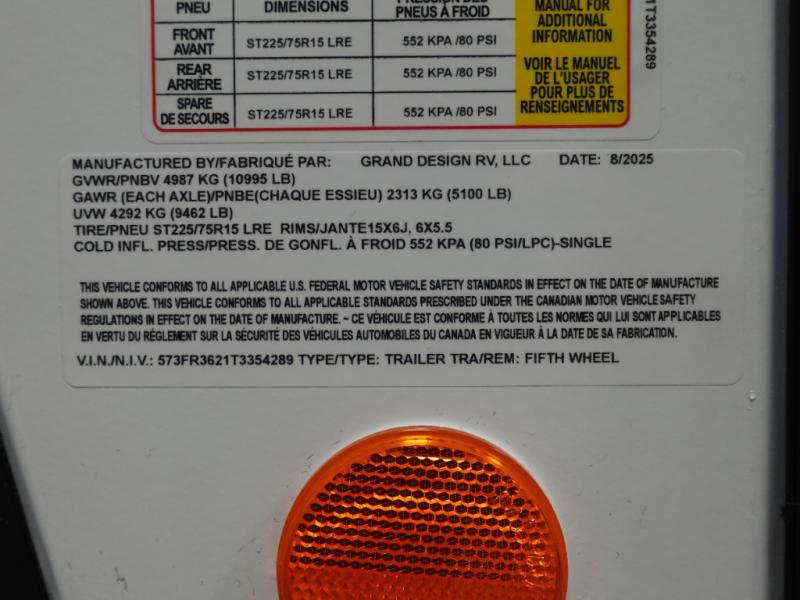 PNEU DIMENSIONS PRESSION DES PNEUS À FROID MANUAL FOR ADDITIONAL INFORMATION
FRONT AVANT ST225/75R15 LRE 552 KPA /80 PSI
REAR ARRIÈRE ST225/75R15 LRE 552 KPA /80 PSI
SPARE DE SECOURS ST225/75R15 LRE 552 KPA /80 PSI
VOIR LE MANUEL
DE L'USAGER
POUR PLUS DE
RENSEIGNEMENTS
1T3354289
MANUFACTURED BY/FABRIQUÉ PAR: GRAND DESIGN RV, LLC DATE: 8/2025
GVWR/PNBV 4987 KG (10995 LB)
GAWR (EACH AXLE)/PNBE(CHAQUE ESSIEU) 2313 KG (5100 LB)
UVW 4292 KG (9462 LB)
TIRE/PNEU ST225/75R15 LRE RIMS/JANTE15X6J, 6X5.5
COLD INFL. PRESS/PRESS. DE GONFL. À FROID 552 KPA (80 PSI/LPC)-SINGLE
THIS VEHICLE CONFORMS TO ALL APPLICABLE U.S. FEDERAL MOTOR VEHICLE SAFETY STANDARDS IN EFFECT ON THE DATE OF MANUFACTURE
SHOWN ABOVE. THIS VEHICLE CONFORMS TO ALL APPLICABLE STANDARDS PRESCRIBED UNDER THE CANADIAN MOTOR VEHICLE SAFETY
REGULATIONS IN EFFECT ON THE DATE OF MANUFACTURE. ~ CE VÉHICULE EST CONFORME À TOUTES LES NORMES QUI LUI SONT APPLICABLES
EN VERTU DU RÉGLEMENT SUR LA SÉCURITÉ DES VÉHICULES AUTOMOBILES DU CANADA EN VIGUEUR À LA DATE DE SA FABRICATION.
V.I.N./N.I.V.: 573FR3621T3354289 TYPE/TYPE: TRAILER TRA/REM: FIFTH WHEEL